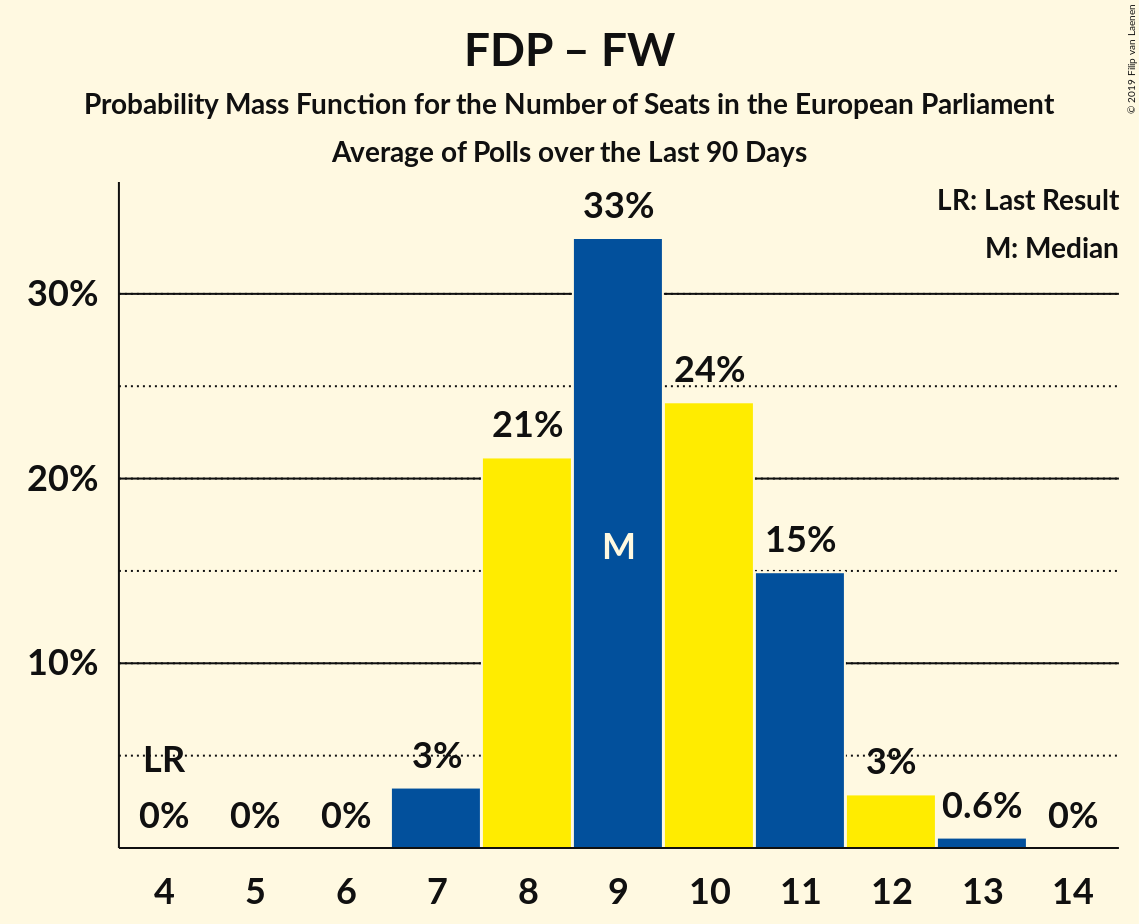 FDP – FW
Probability Mass Function for the Number of Seats in the European Parliament
Average of Polls over the Last 90 Days
© 2019 Filip van Laenen
LR: Last Result
M: Median
33%
30%
24%
21%
20%
M
15%
10%
LR
3%
3%
0%
0%
0%
0.6%
0%
4 5 6 7 8 9 10 11 12 13 14